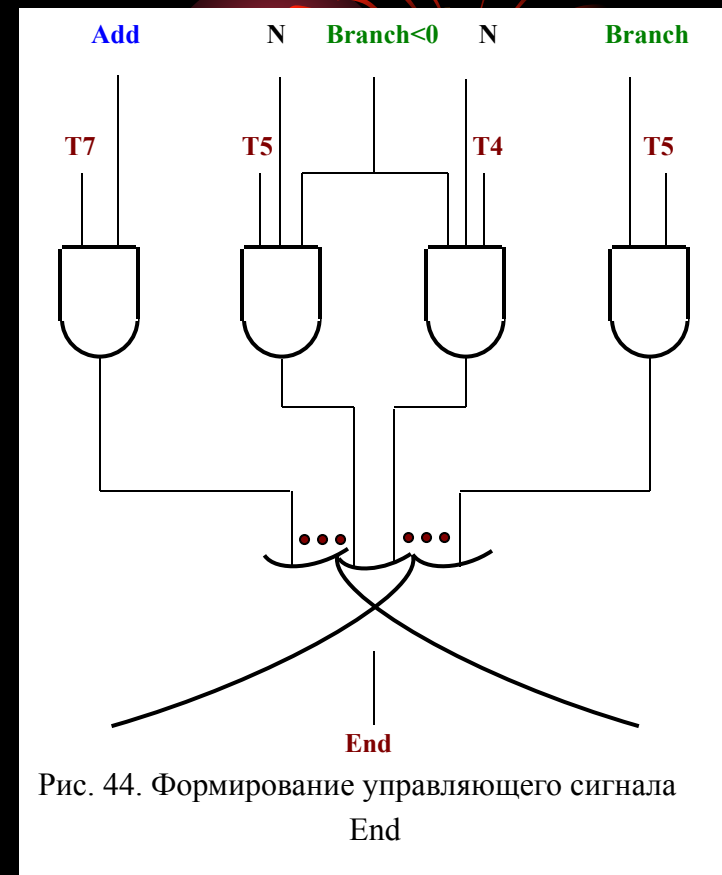 Add N Branch<0 N Branch
T7 T5 T4 T5
End
Рис. 44. Формирование управляющего сигнала
End